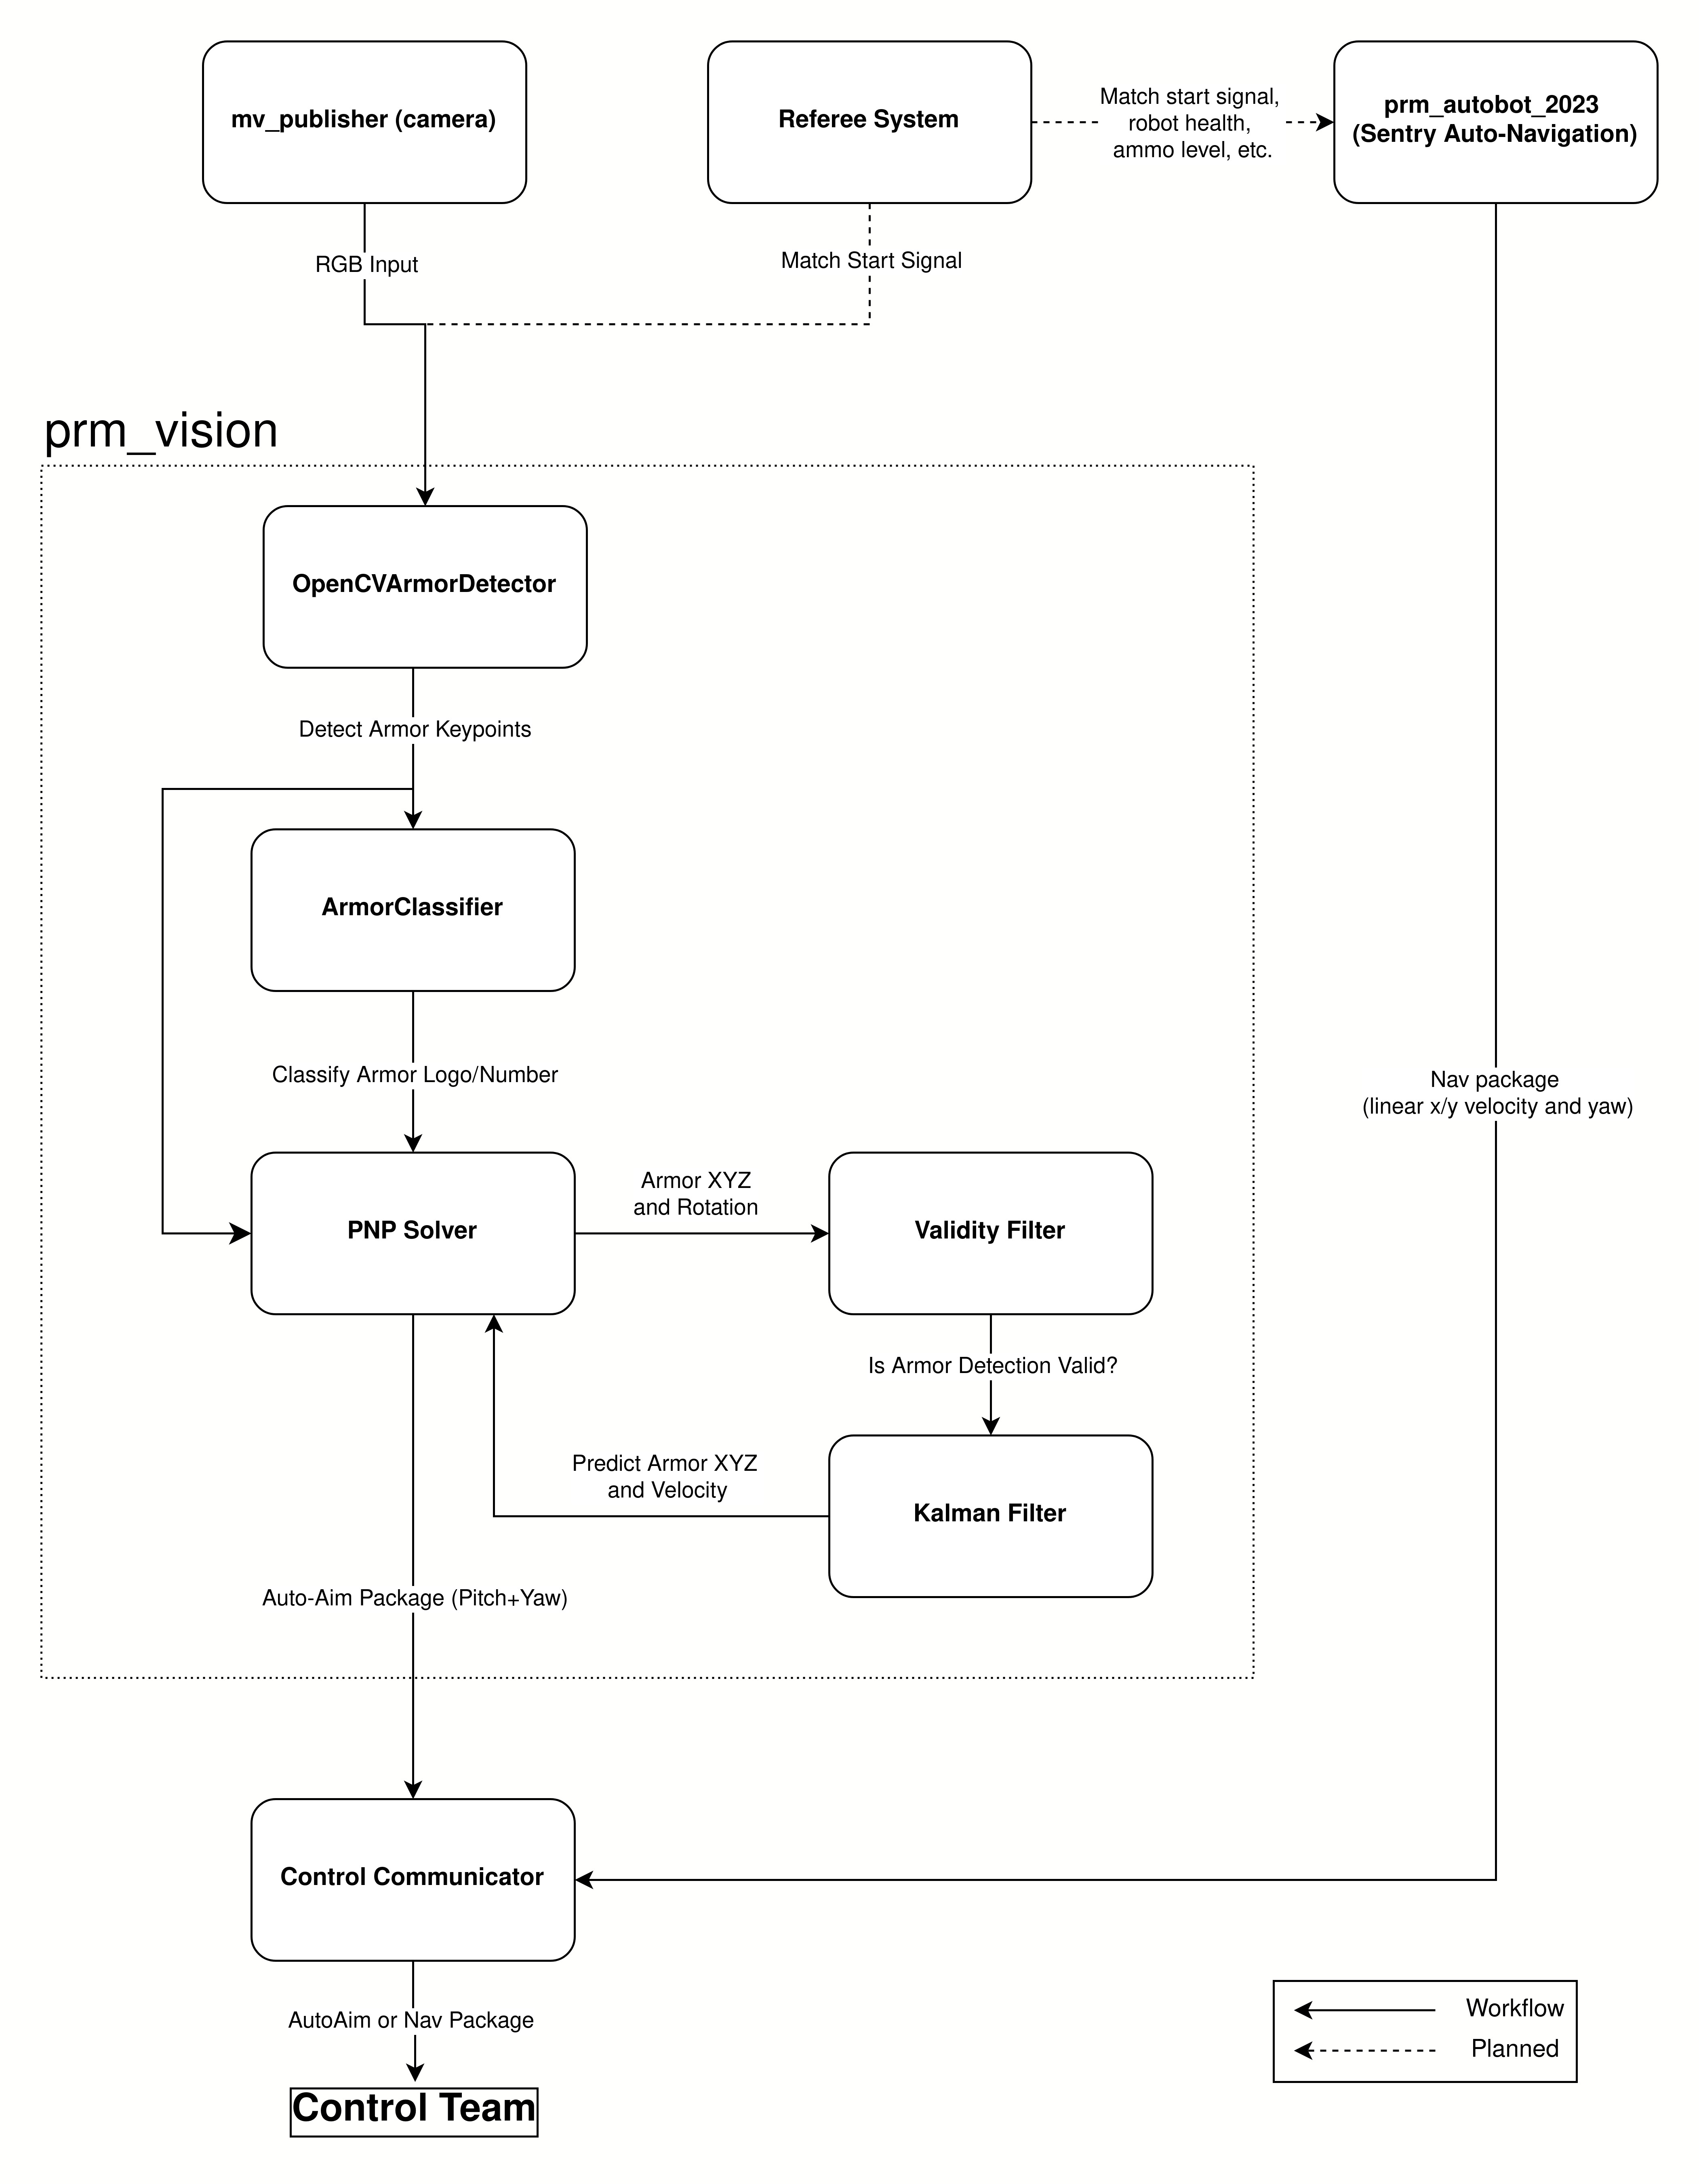 mv_publisher (camera)
Referee System
Match start signal,
robot health,
ammo level, etc.
prm_autobot_2023
(Sentry Auto-Navigation)
RGB Input
Match Start Signal
prm_vision
OpenCVArmorDetector
Detect Armor Keypoints
ArmorClassifier
Classify Armor Logo/Number
Nav package
(linear x/y velocity and yaw)
PNP Solver
Armor XYZ
and Rotation
Validity Filter
Is Armor Detection Valid?
Predict Armor XYZ
and Velocity
Kalman Filter
Auto-Aim Package (Pitch+Yaw)
Control Communicator
AutoAim or Nav Package
Control Team
Workflow
Planned